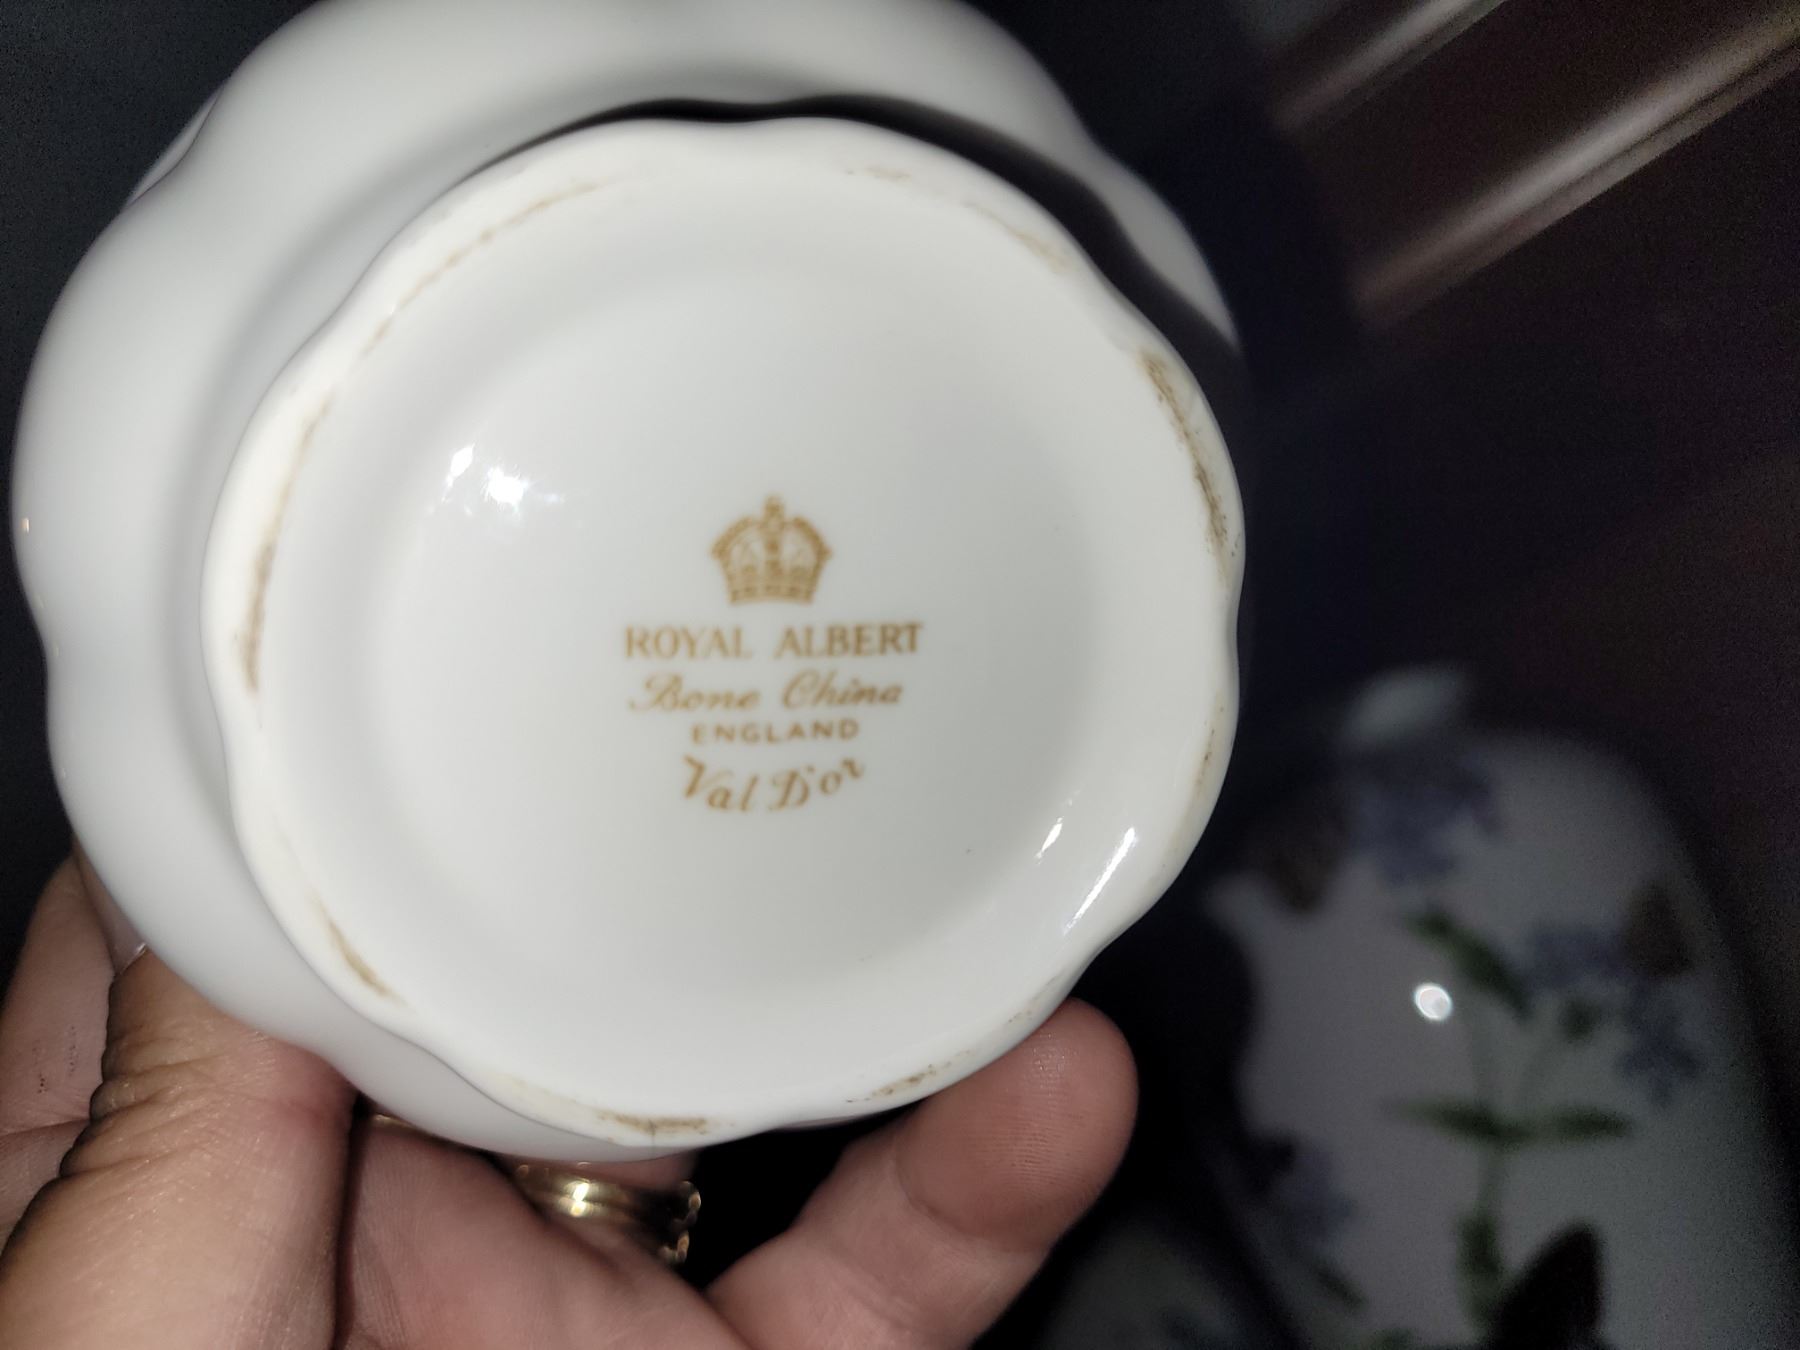 ROYAL ALBERT
Bone China
ENGLAND
Val D'or